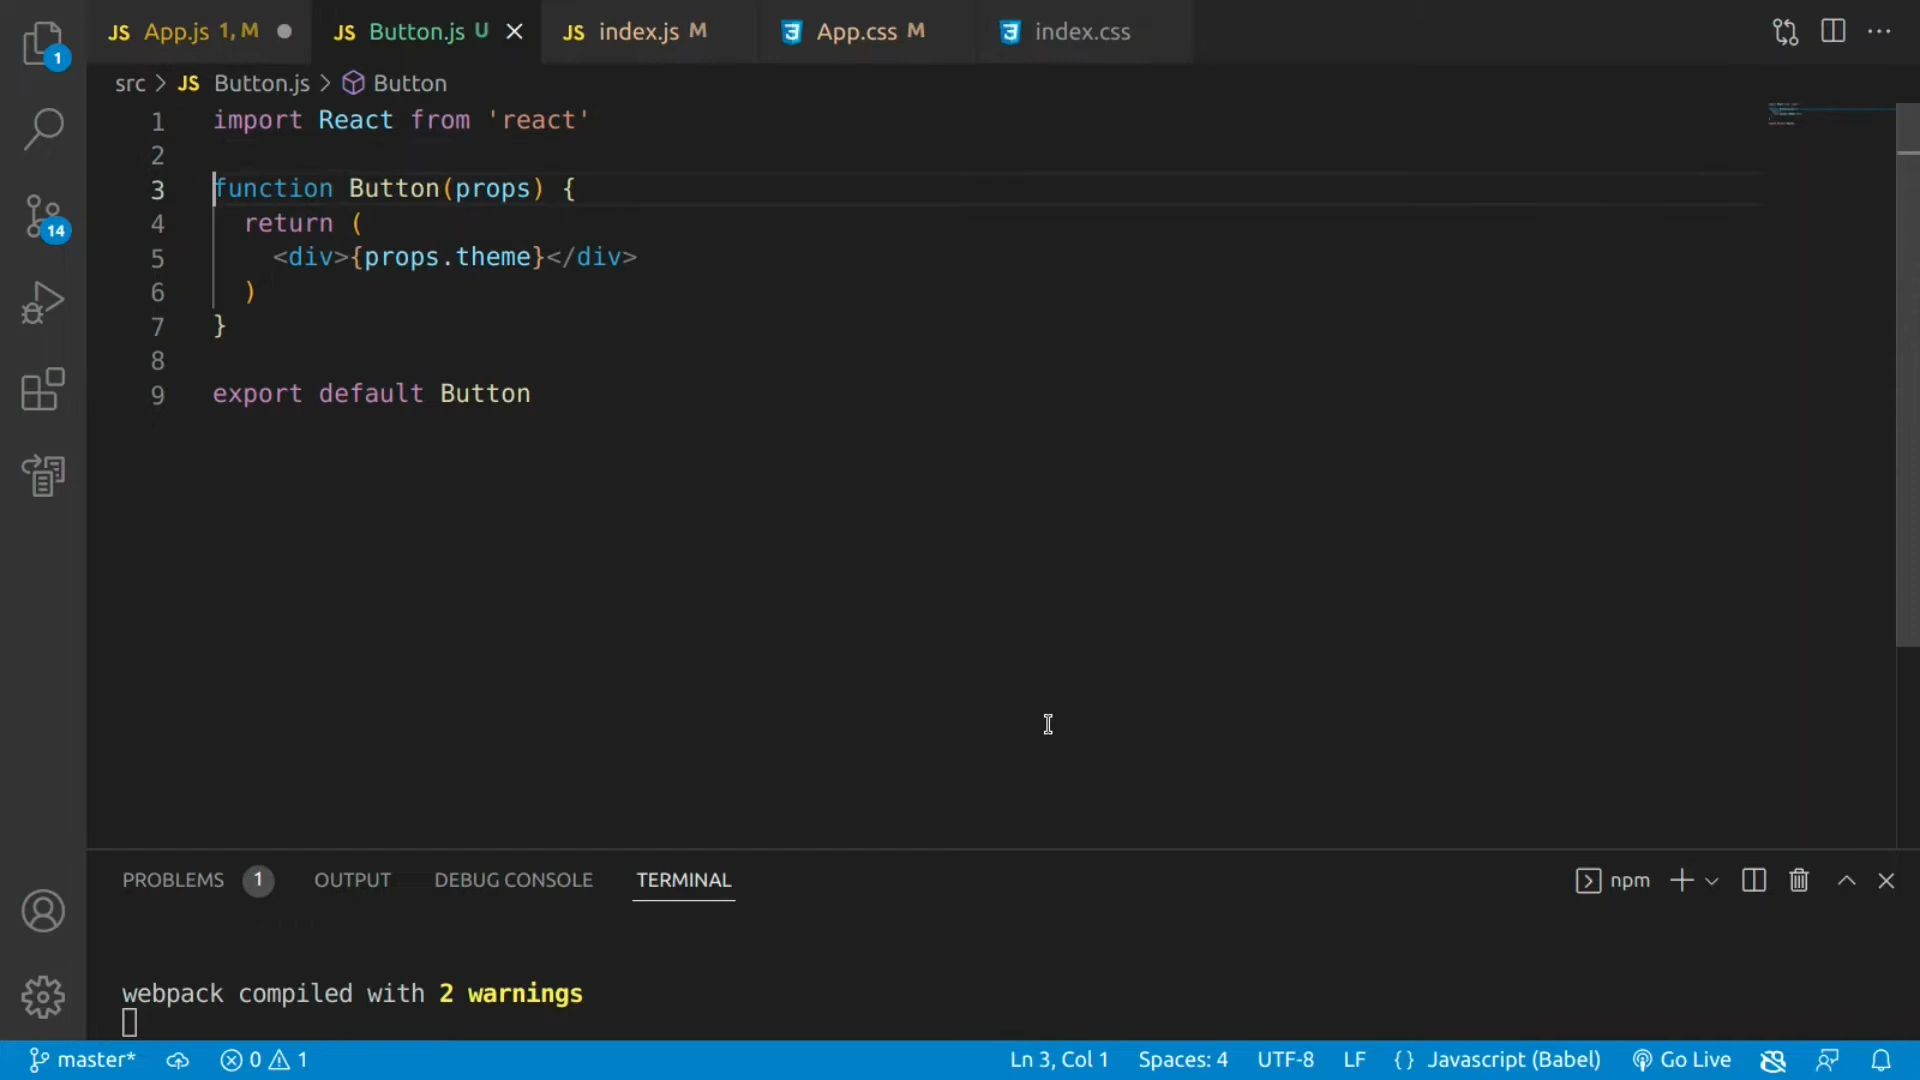 1
14
JS App.js 1, M
JS Button.js U
JS index.js M
App.css M
index.css
src > JS Button.js > Button
1 import React from 'react'
2
3 function Button(props) {
4 return (
5 <div>{props.theme}</div>
6 )
7 }
8
9 export default Button
PROBLEMS 1 OUTPUT DEBUG CONSOLE TERMINAL npm
webpack compiled with 2 warnings
master* 0 1 Ln 3, Col 1 Spaces: 4 UTF-8 LF { } Javascript (Babel) Go Live